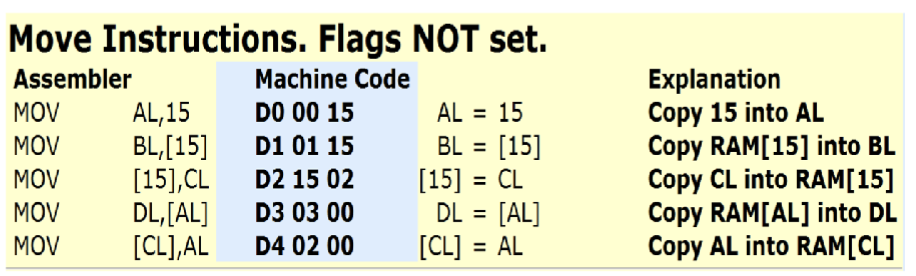 Move Instructions. Flags NOT set.
Assembler Machine Code Explanation
MOV AL,15 D0 00 15 AL = 15 Copy 15 into AL
MOV BL,[15] D1 01 15 BL = [15] Copy RAM[15] into BL
MOV [15],CL D2 15 02 [15] = CL Copy CL into RAM[15]
MOV DL,[AL] D3 03 00 DL = [AL] Copy RAM[AL] into DL
MOV [CL],AL D4 02 00 [CL] = AL Copy AL into RAM[CL]